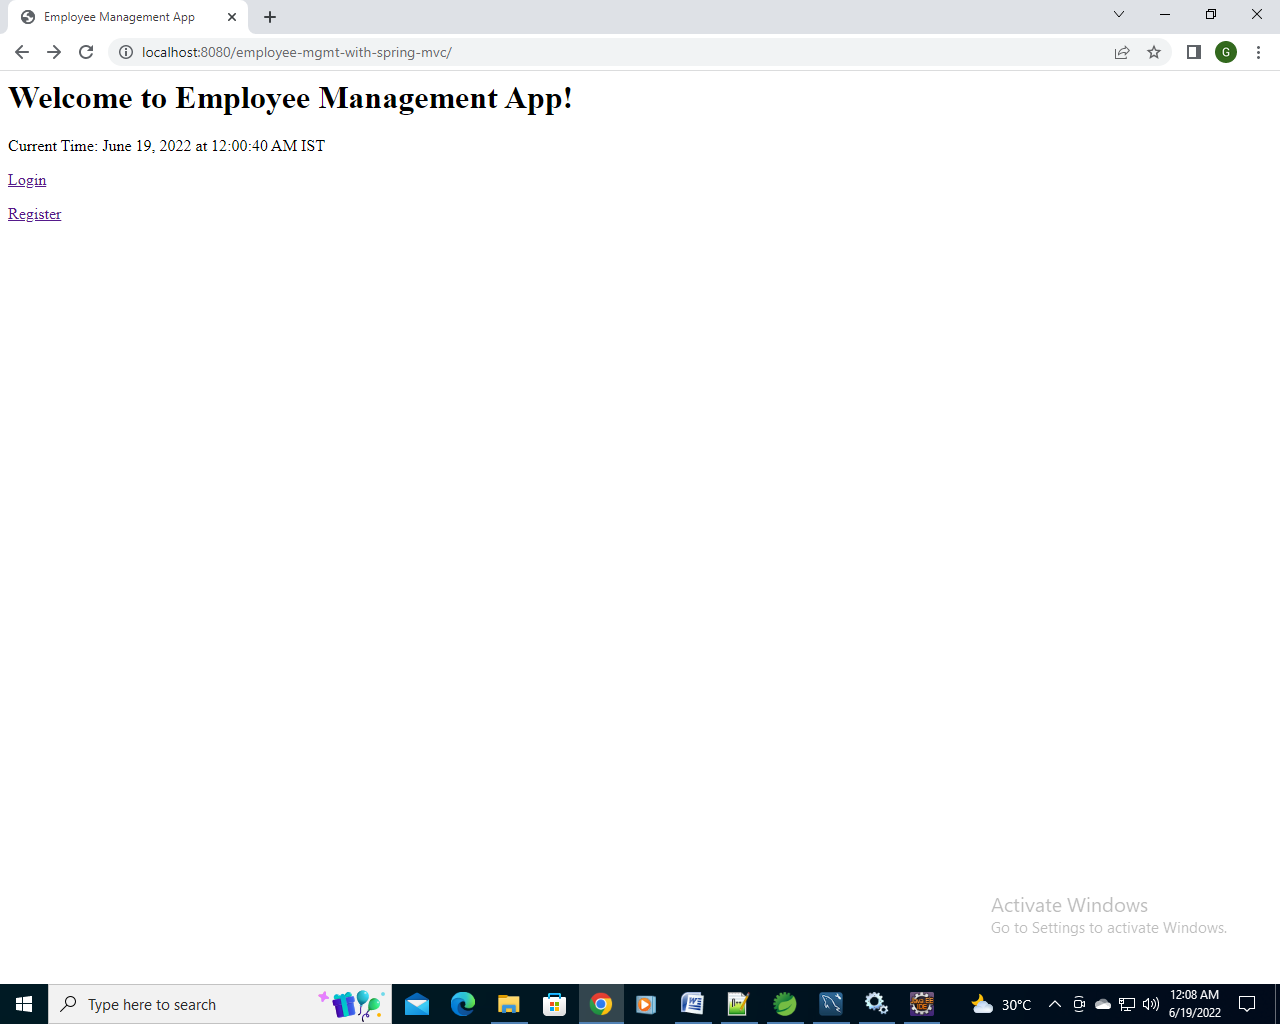 Employee Management App
localhost:8080/employee-mgmt-with-spring-mvc/
G
Welcome to Employee Management App!
Current Time: June 19, 2022 at 12:00:40 AM IST
Login
Register
Activate Windows
Go to Settings to activate Windows.
Type here to search
30°C
12:08 AM
6/19/2022